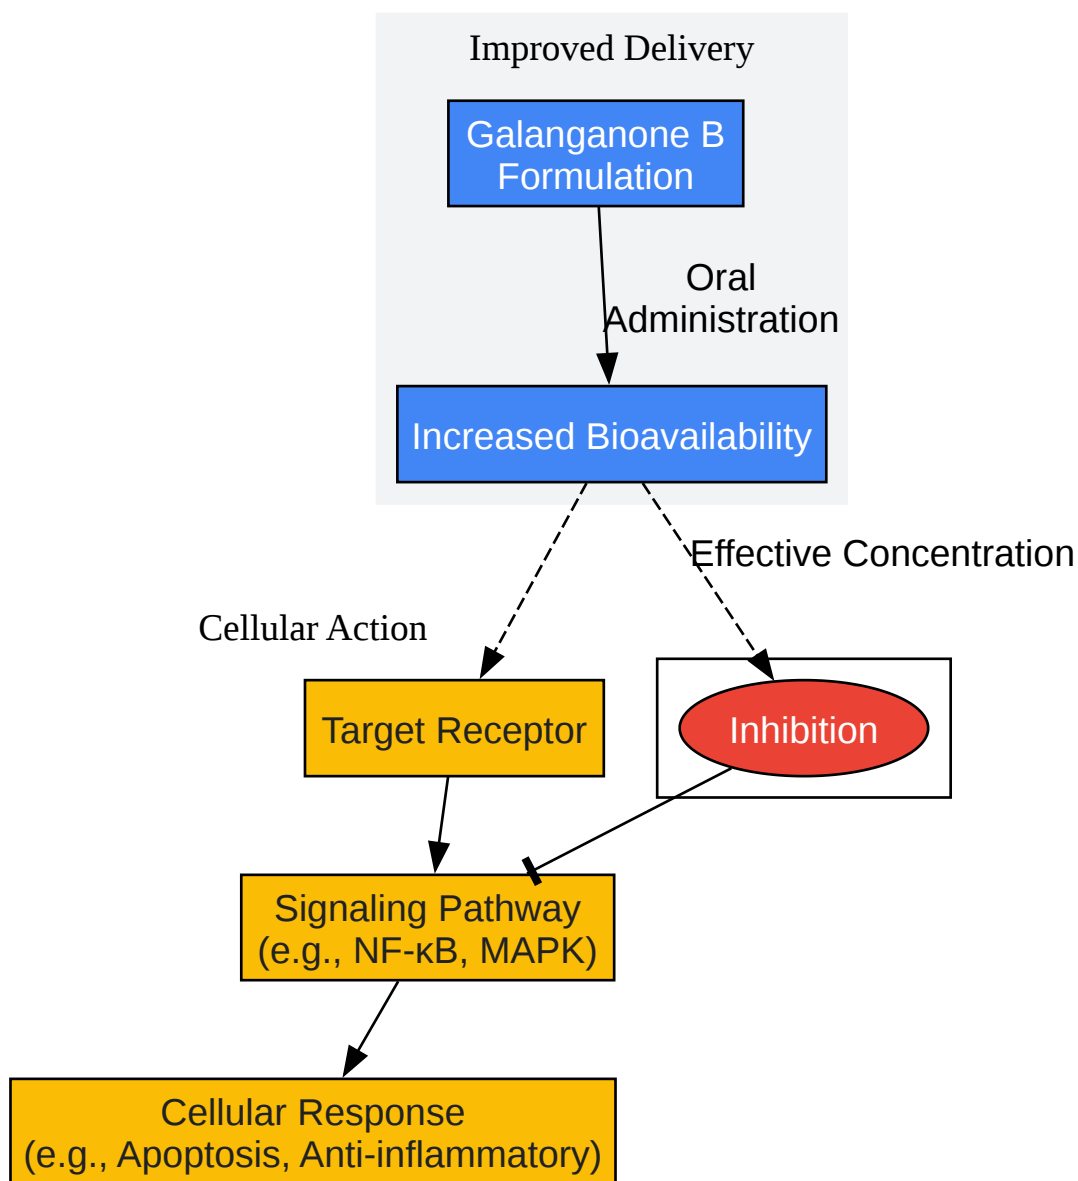 Improved Delivery
Galanganone B
Formulation
Oral
Administration
Increased Bioavailability
Effective Concentration
Cellular Action
Target Receptor
Inhibition
Signaling Pathway
(e.g., NF-κB, MAPK)
Cellular Response
(e.g., Apoptosis, Anti-inflammatory)